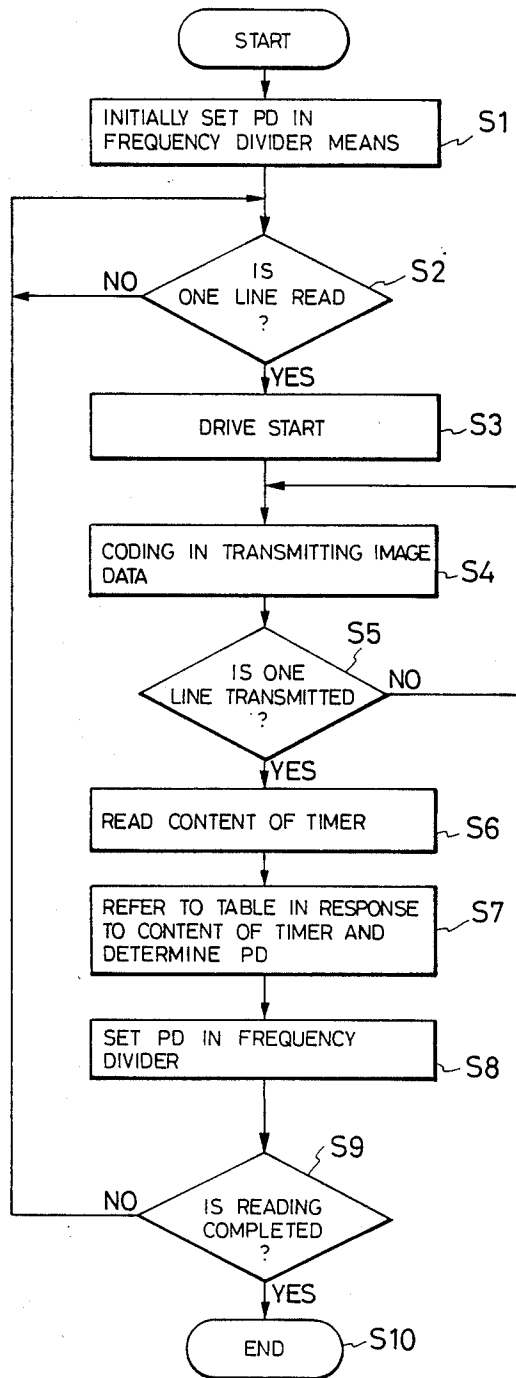 START
INITIALLY SET PD IN
FREQUENCY DIVIDER MEANS
S1
IS
ONE LINE READ
?
S2
NO
YES
DRIVE START
S3
CODING IN TRANSMITTING IMAGE
DATA
S4
S5
IS ONE
LINE TRANSMITTED
?
NO
YES
READ CONTENT OF TIMER
S6
REFER TO TABLE IN RESPONSE
TO CONTENT OF TIMER AND
DETERMINE PD
S7
SET PD IN FREQUENCY
DIVIDER
S8
S9
NO
IS READING
COMPLETED
?
YES
END
S10